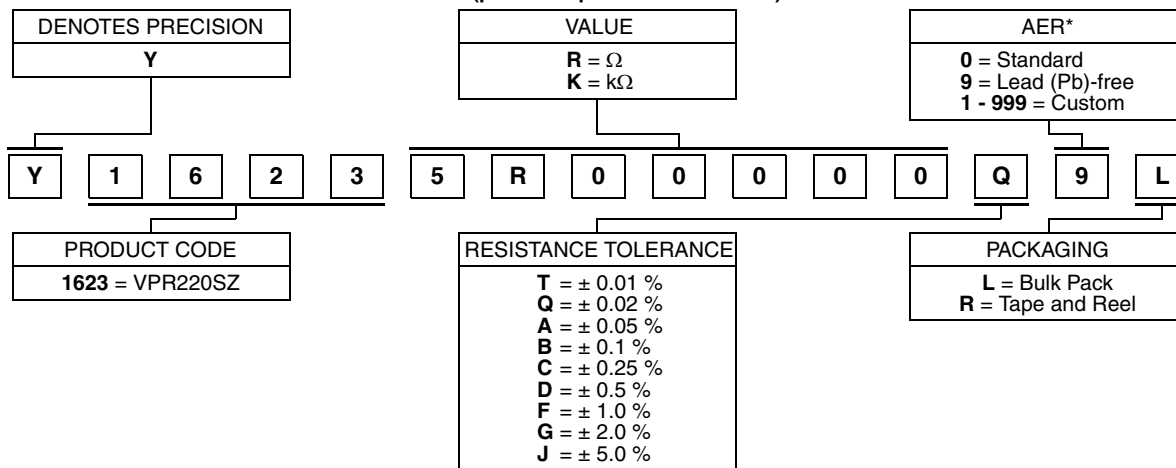 DENOTES PRECISION
Y
VALUE
R = Ω
K = kΩ
AER*
0 = Standard
9 = Lead (Pb)-free
1 - 999 = Custom
Y 1 6 2 3 5 R 0 0 0 0 0 Q 9 L
PRODUCT CODE
1623 = VPR220SZ
RESISTANCE TOLERANCE
T = ± 0.01 %
Q = ± 0.02 %
A = ± 0.05 %
B = ± 0.1 %
C = ± 0.25 %
D = ± 0.5 %
F = ± 1.0 %
G = ± 2.0 %
J = ± 5.0 %
PACKAGING
L = Bulk Pack
R = Tape and Reel